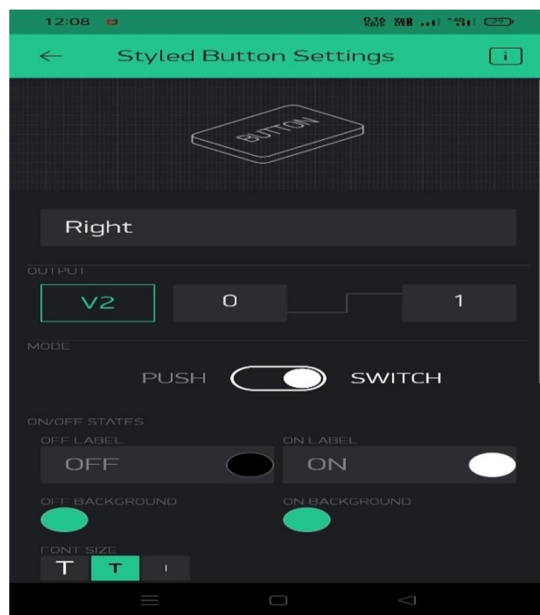 12:08
Styled Button Settings
i
BUTTON
Right
OUTPUT
V2 0 1
MODE
PUSH SWITCH
ON/OFF STATES
OFF LABEL ON LABEL
OFF ON
OFF BACKGROUND ON BACKGROUND
FONT SIZE
T T